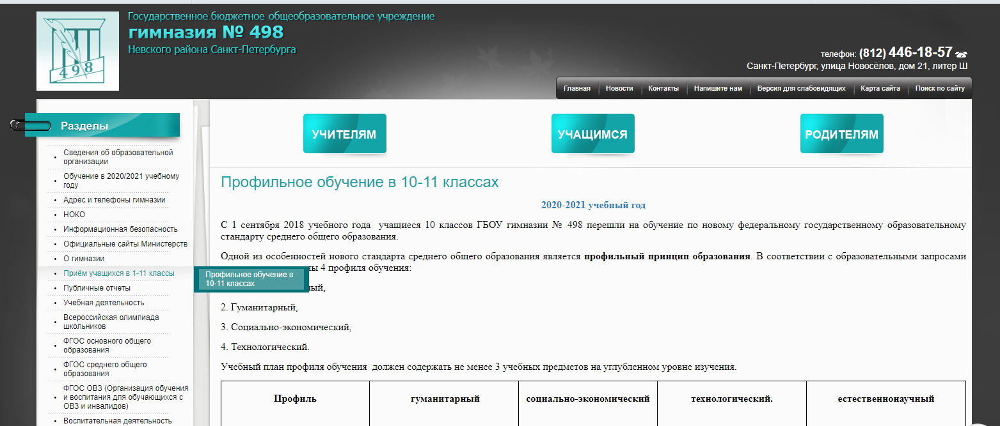 Государственное бюджетное общеобразовательное учреждение
гимназия № 498
Невского района Санкт-Петербурга
498
телефон: (812) 446-18-57
Санкт-Петербург, улица Новосёлов, дом 21, литер Ш
Главная Новости Контакты Напишите нам Версия для слабовидящих Карта сайта Поиск по сайту
Разделы
Сведения об образовательной
организации
Обучение в 2020/2021 учебному
году
Адрес и телефоны гимназии
НОКО
Информационная безопасность
Официальные сайты Министерств
О гимназии
Приём учащихся в 1-11 классы
Публичные отчеты
Учебная деятельность
Всероссийская олимпиада
школьников
ФГОС основного общего
образования
ФГОС среднего общего
образования
ФГОС ОВЗ (Организация обучения
и воспитания для обучающихся с
ОВЗ и инвалидов)
Воспитательная деятельность
Профильное обучение в
10-11 классах
УЧИТЕЛЯМ УЧАЩИМСЯ РОДИТЕЛЯМ
Профильное обучение в 10-11 классах
2020-2021 учебный год
С 1 сентября 2018 учебного года учащиеся 10 классов ГБОУ гимназии № 498 перешли на обучение по новому федеральному государственному образовательному
стандарту среднего общего образования.
Одной из особенностей нового стандарта среднего общего образования является профильный принцип образования. В соответствии с образовательными запросами
4 профиля обучения:
2. Гуманитарный,
3. Социально-экономический,
4. Технологический.
Учебный план профиля обучения должен содержать не менее 3 учебных предметов на углубленном уровне изучения.
Профиль гуманитарный социально-экономический технологический. естественнонаучный